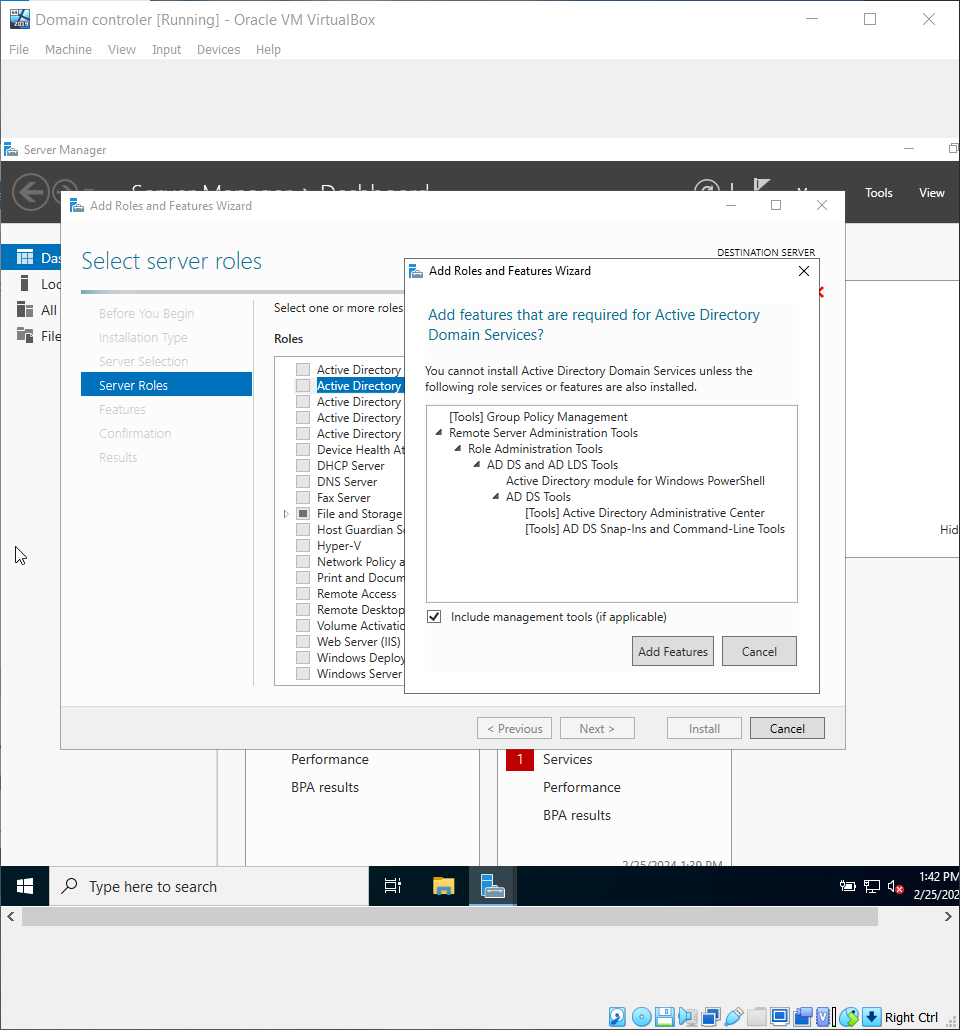 Domain controler [Running] - Oracle VM VirtualBox
File Machine View Input Devices Help
Server Manager
Server Manager Dashboard
Tools View
Add Roles and Features Wizard
Select server roles
DESTINATION SERVER
Before You Begin
Installation Type
Server Selection
Server Roles
Features
Confirmation
Results
Select one or more roles
Roles
Active Directory
Active Directory
Active Directory
Active Directory
Active Directory
Device Health At
DHCP Server
DNS Server
Fax Server
File and Storage
Host Guardian Se
Hyper-V
Network Policy a
Print and Docum
Remote Access
Remote Desktop
Volume Activatio
Web Server (IIS)
Windows Deploy
Windows Server
Add Roles and Features Wizard
Add features that are required for Active Directory
Domain Services?
You cannot install Active Directory Domain Services unless the
following role services or features are also installed.
[Tools] Group Policy Management
Remote Server Administration Tools
Role Administration Tools
AD DS and AD LDS Tools
Active Directory module for Windows PowerShell
AD DS Tools
[Tools] Active Directory Administrative Center
[Tools] AD DS Snap-Ins and Command-Line Tools
Include management tools (if applicable)
Add Features Cancel
< Previous Next > Install Cancel
Das
Loc
All
File
Hid
Performance
BPA results
1 Services
Performance
BPA results
2/25/2024 1:39 PM
Type here to search
1:42 PM
2/25/202
Right Ctrl